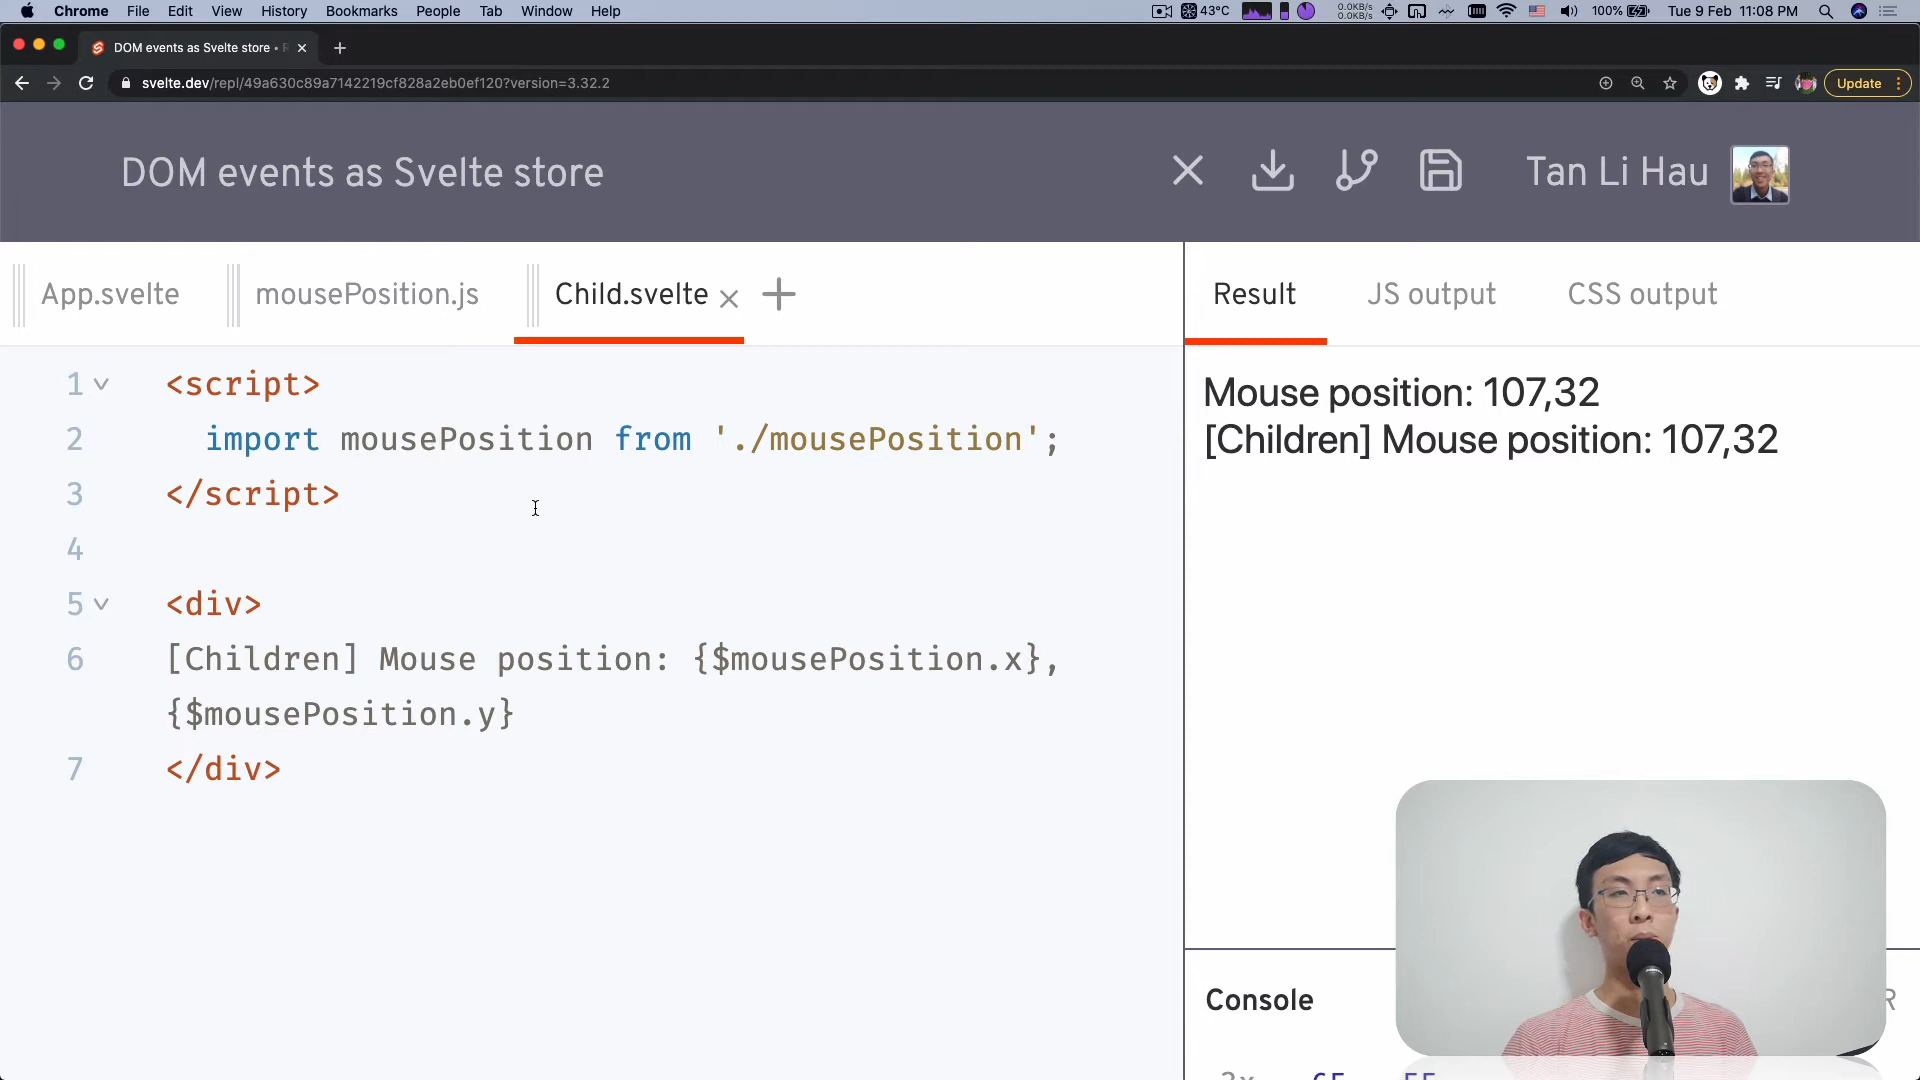 Chrome File Edit View History Bookmarks People Tab Window Help 43°C 0.0KB/s 0.0KB/s 100% Tue 9 Feb 11:08 PM
DOM events as Svelte store •
svelte.dev/repl/49a630c89a7142219cf828a2eb0ef120?version=3.32.2 Update
DOM events as Svelte store Tan Li Hau
App.svelte mousePosition.js Child.svelte Result JS output CSS output
1 <script>
2 import mousePosition from './mousePosition';
3 </script>
4
5 <div>
6 [Children] Mouse position: {$mousePosition.x},
{$mousePosition.y}
7 </div>
Mouse position: 107,32
[Children] Mouse position: 107,32
Console